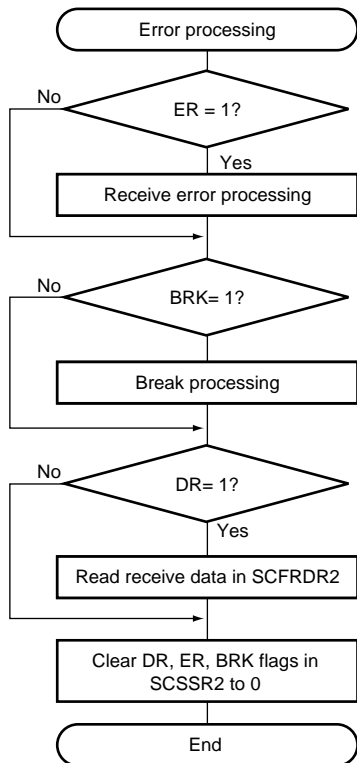 Error processing
No
ER = 1?
Yes
Receive error processing
No
BRK= 1?
Break processing
No
DR= 1?
Yes
Read receive data in SCFRDR2
Clear DR, ER, BRK flags in
SCSSR2 to 0
End